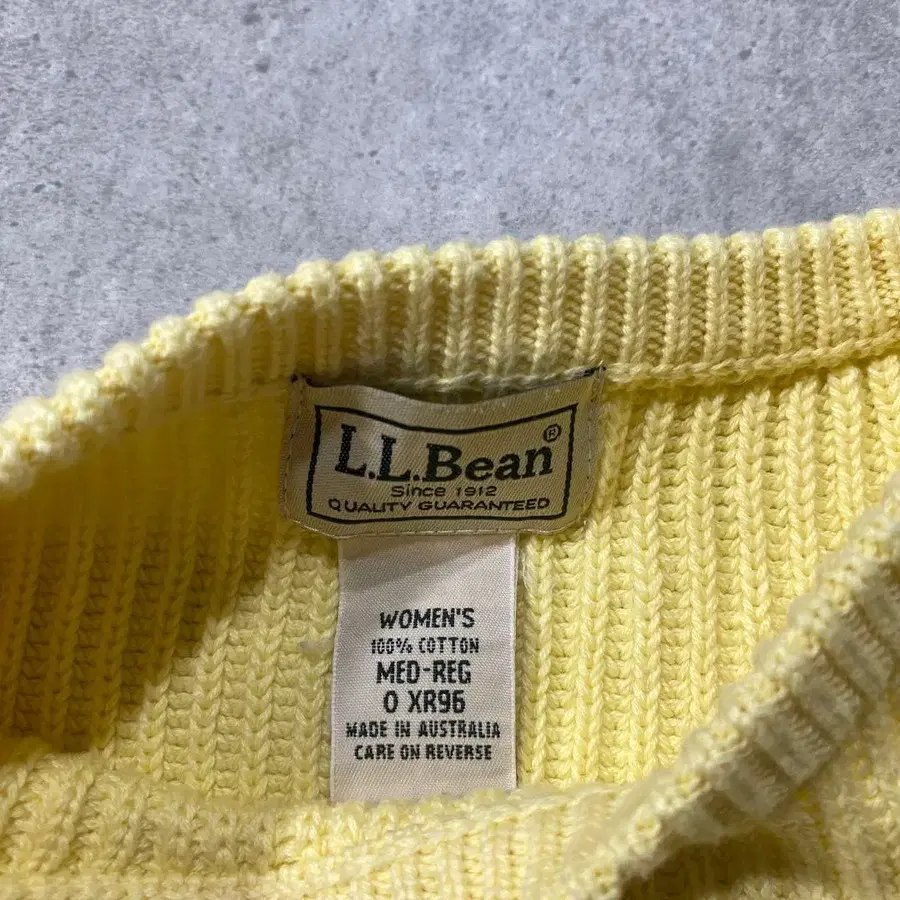 L.L.Bean®
Since 1912
QUALITY GUARANTEED
WOMEN'S
100% COTTON
MED-REG
0 XR96
MADE IN AUSTRALIA
CARE ON REVERSE